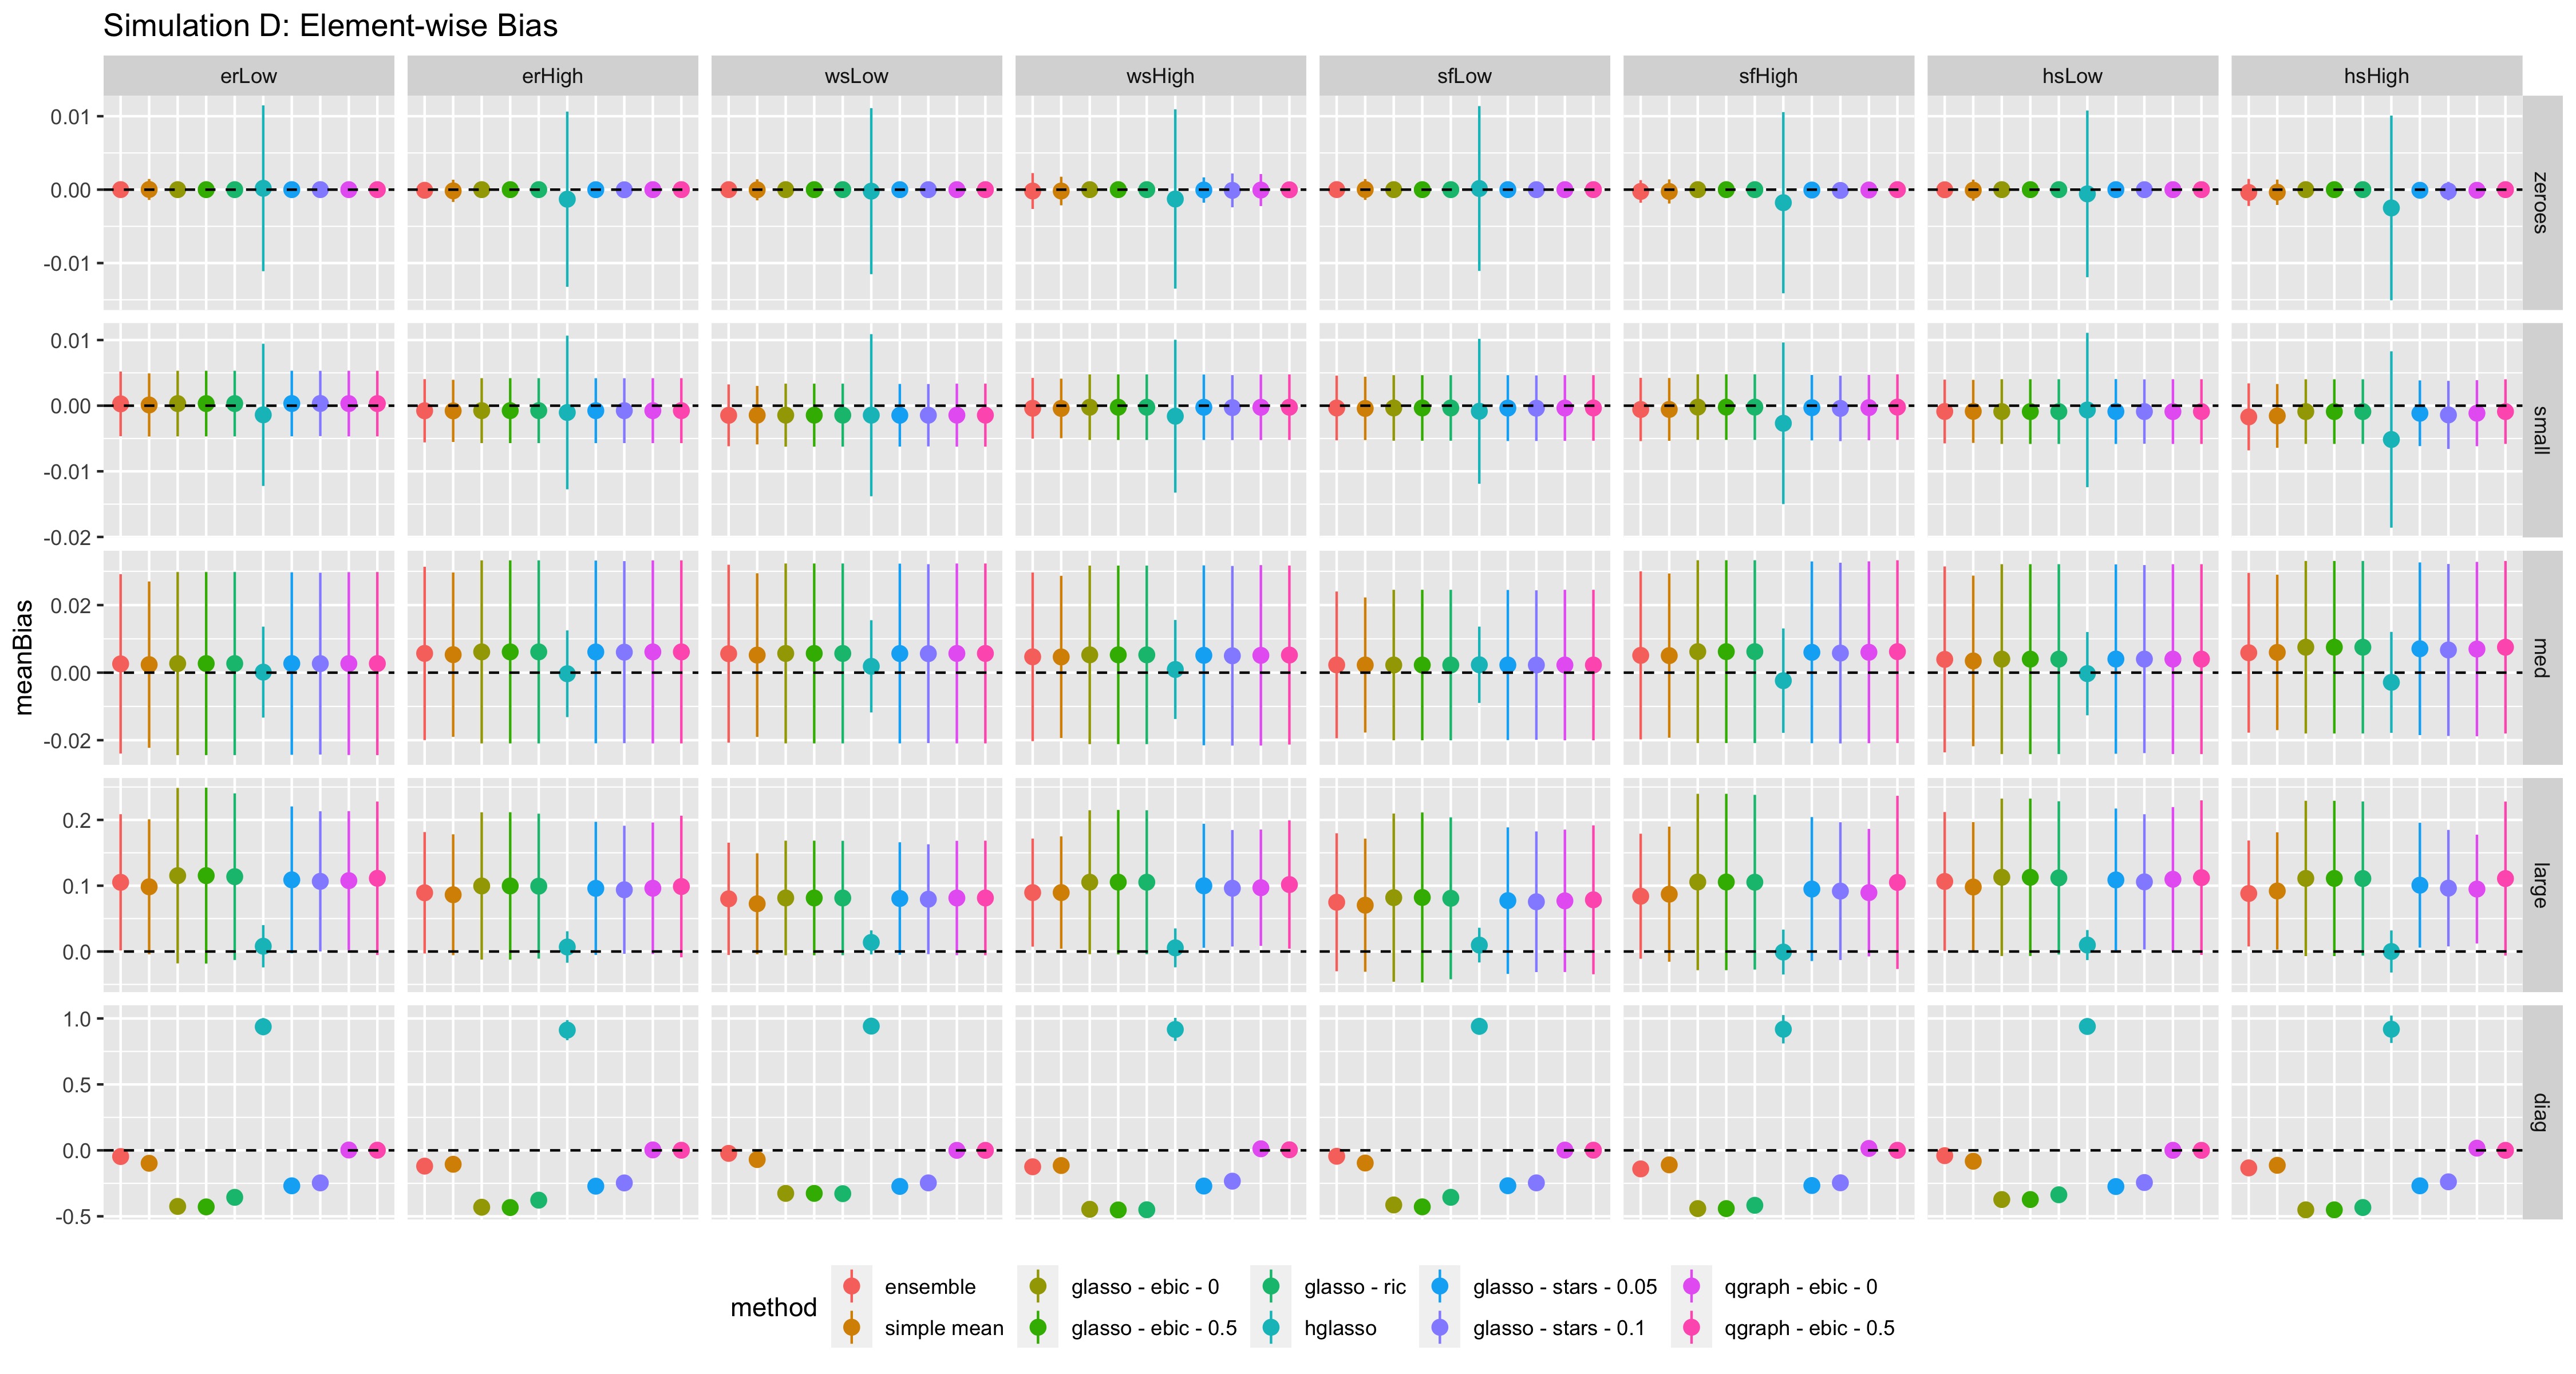 Simulation D: Element-wise Bias
erLow erHigh wsLow wsHigh sfLow sfHigh hsLow hsHigh
0.01
0.00
-0.01
zeroes
0.01
0.00
-0.01
-0.02
small
0.02
0.00
-0.02
med
0.2
0.1
0.0
large
1.0
0.5
0.0
-0.5
diag
meanBias
method
ensemble glasso - ebic - 0 glasso - ric glasso - stars - 0.05 qgraph - ebic - 0
simple mean glasso - ebic - 0.5 hglasso glasso - stars - 0.1 qgraph - ebic - 0.5